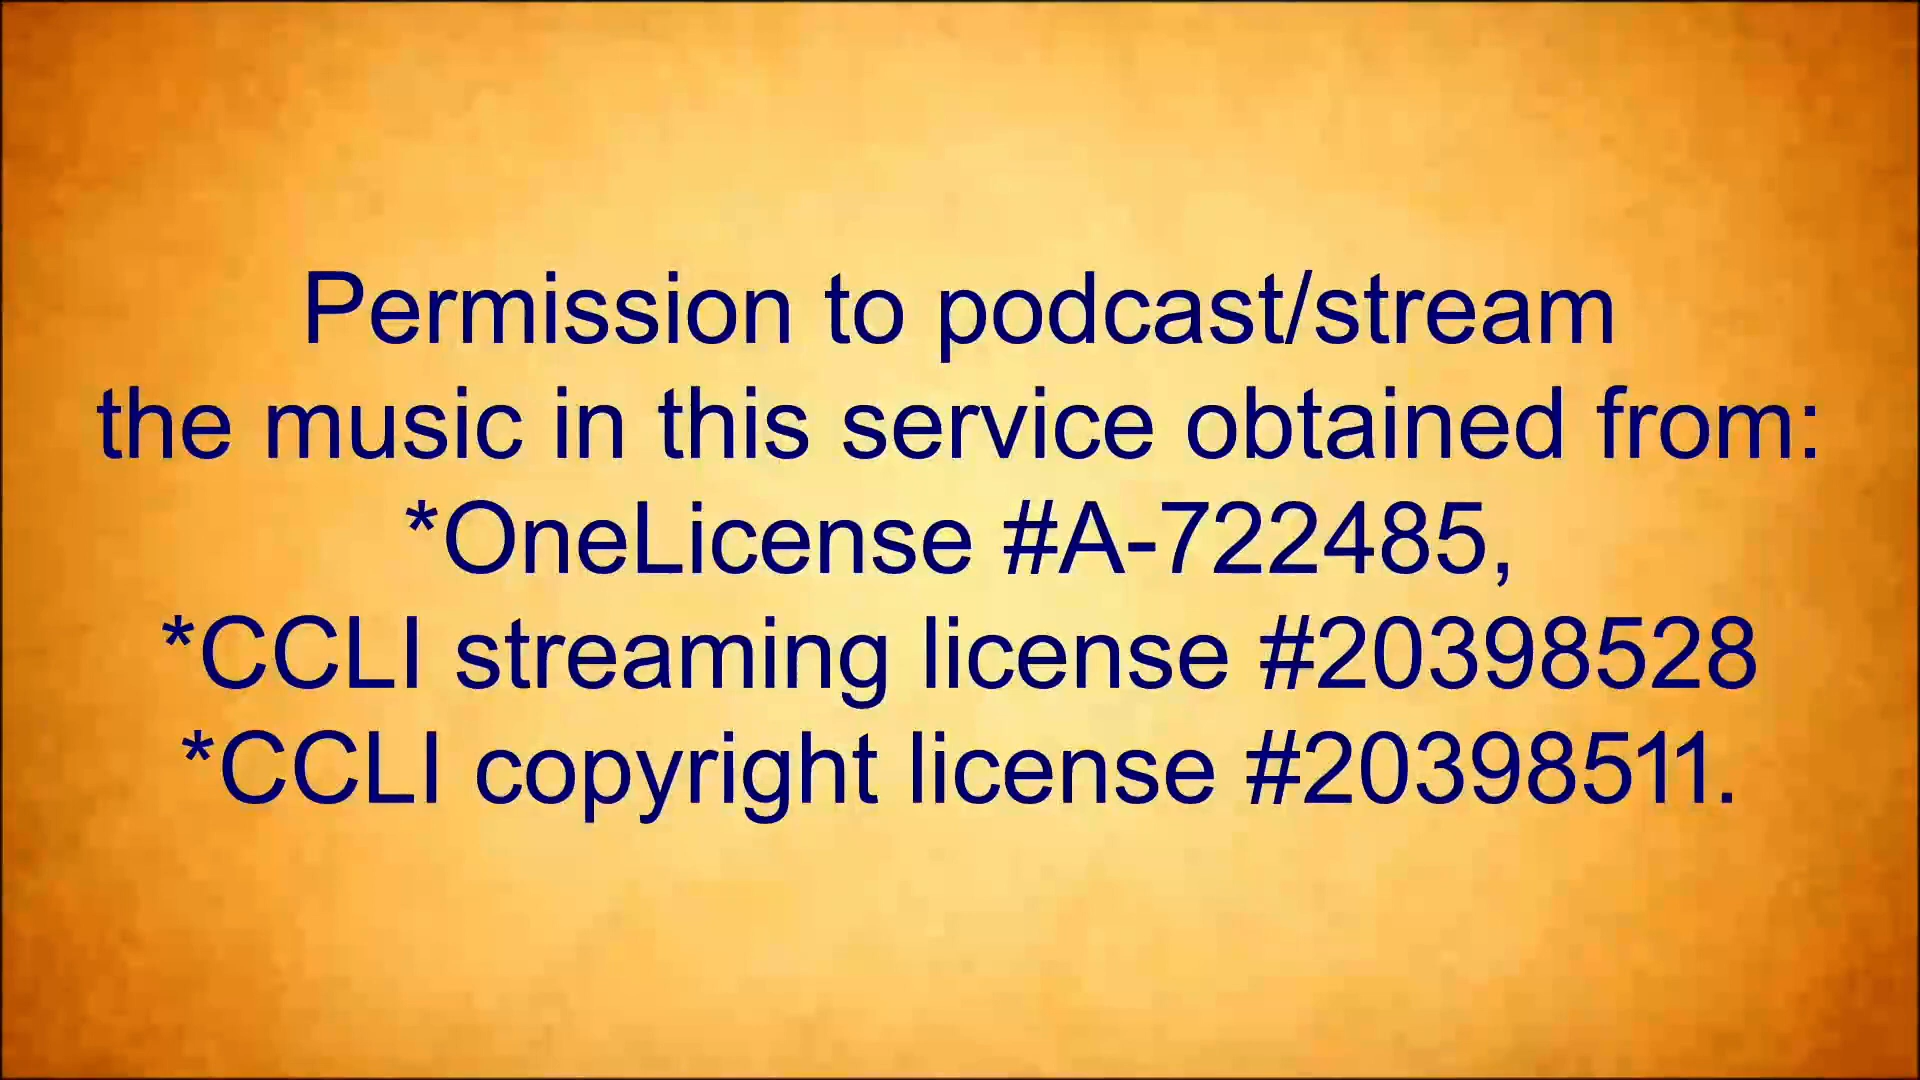 Permission to podcast/stream
the music in this service obtained from:
*OneLicense #A-722485,
*CCLI streaming license #20398528
*CCLI copyright license #20398511.